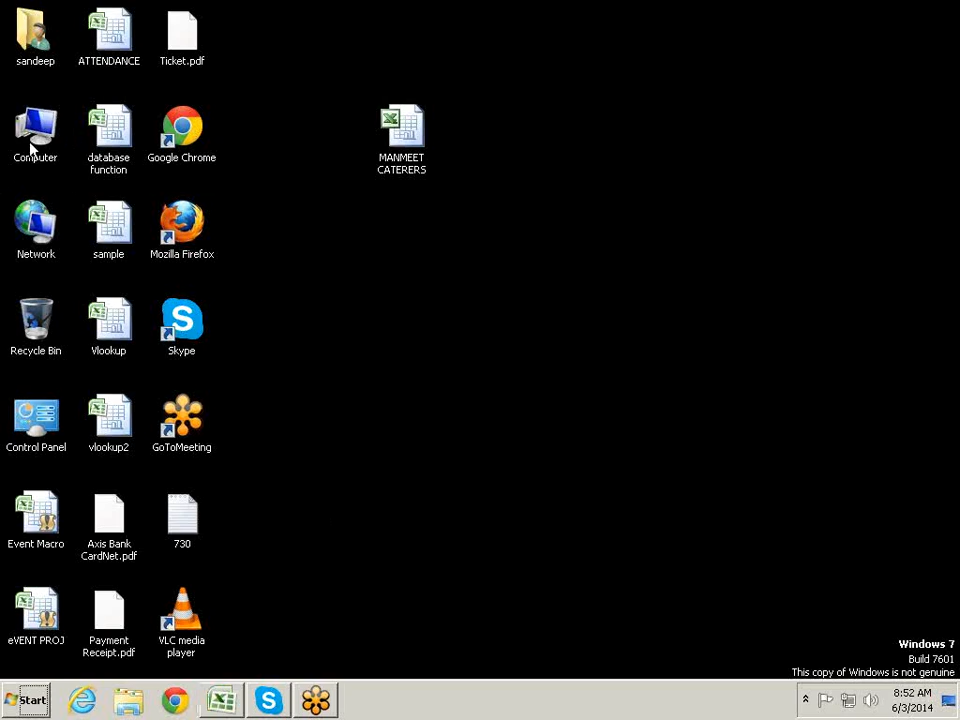 sandeep
ATTENDANCE
Ticket.pdf
Computer
database
function
Google Chrome
MANMEET
CATERERS
Network
sample
Mozilla Firefox
Recycle Bin
Vlookup
Skype
Control Panel
vlookup2
GoToMeeting
Event Macro
Axis Bank
CardNet.pdf
730
eVENT PROJ
Payment
Receipt.pdf
VLC media
player
Windows 7
Build 7601
This copy of Windows is not genuine
Start
8:52 AM
6/3/2014